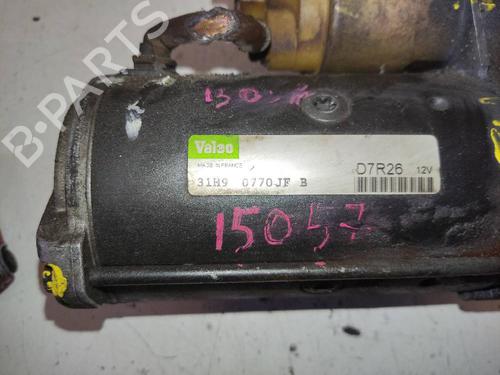 B-PARTS
Valeo
MADE IN FRANCE
D7R26 12V
31H9 0770JF B
15057